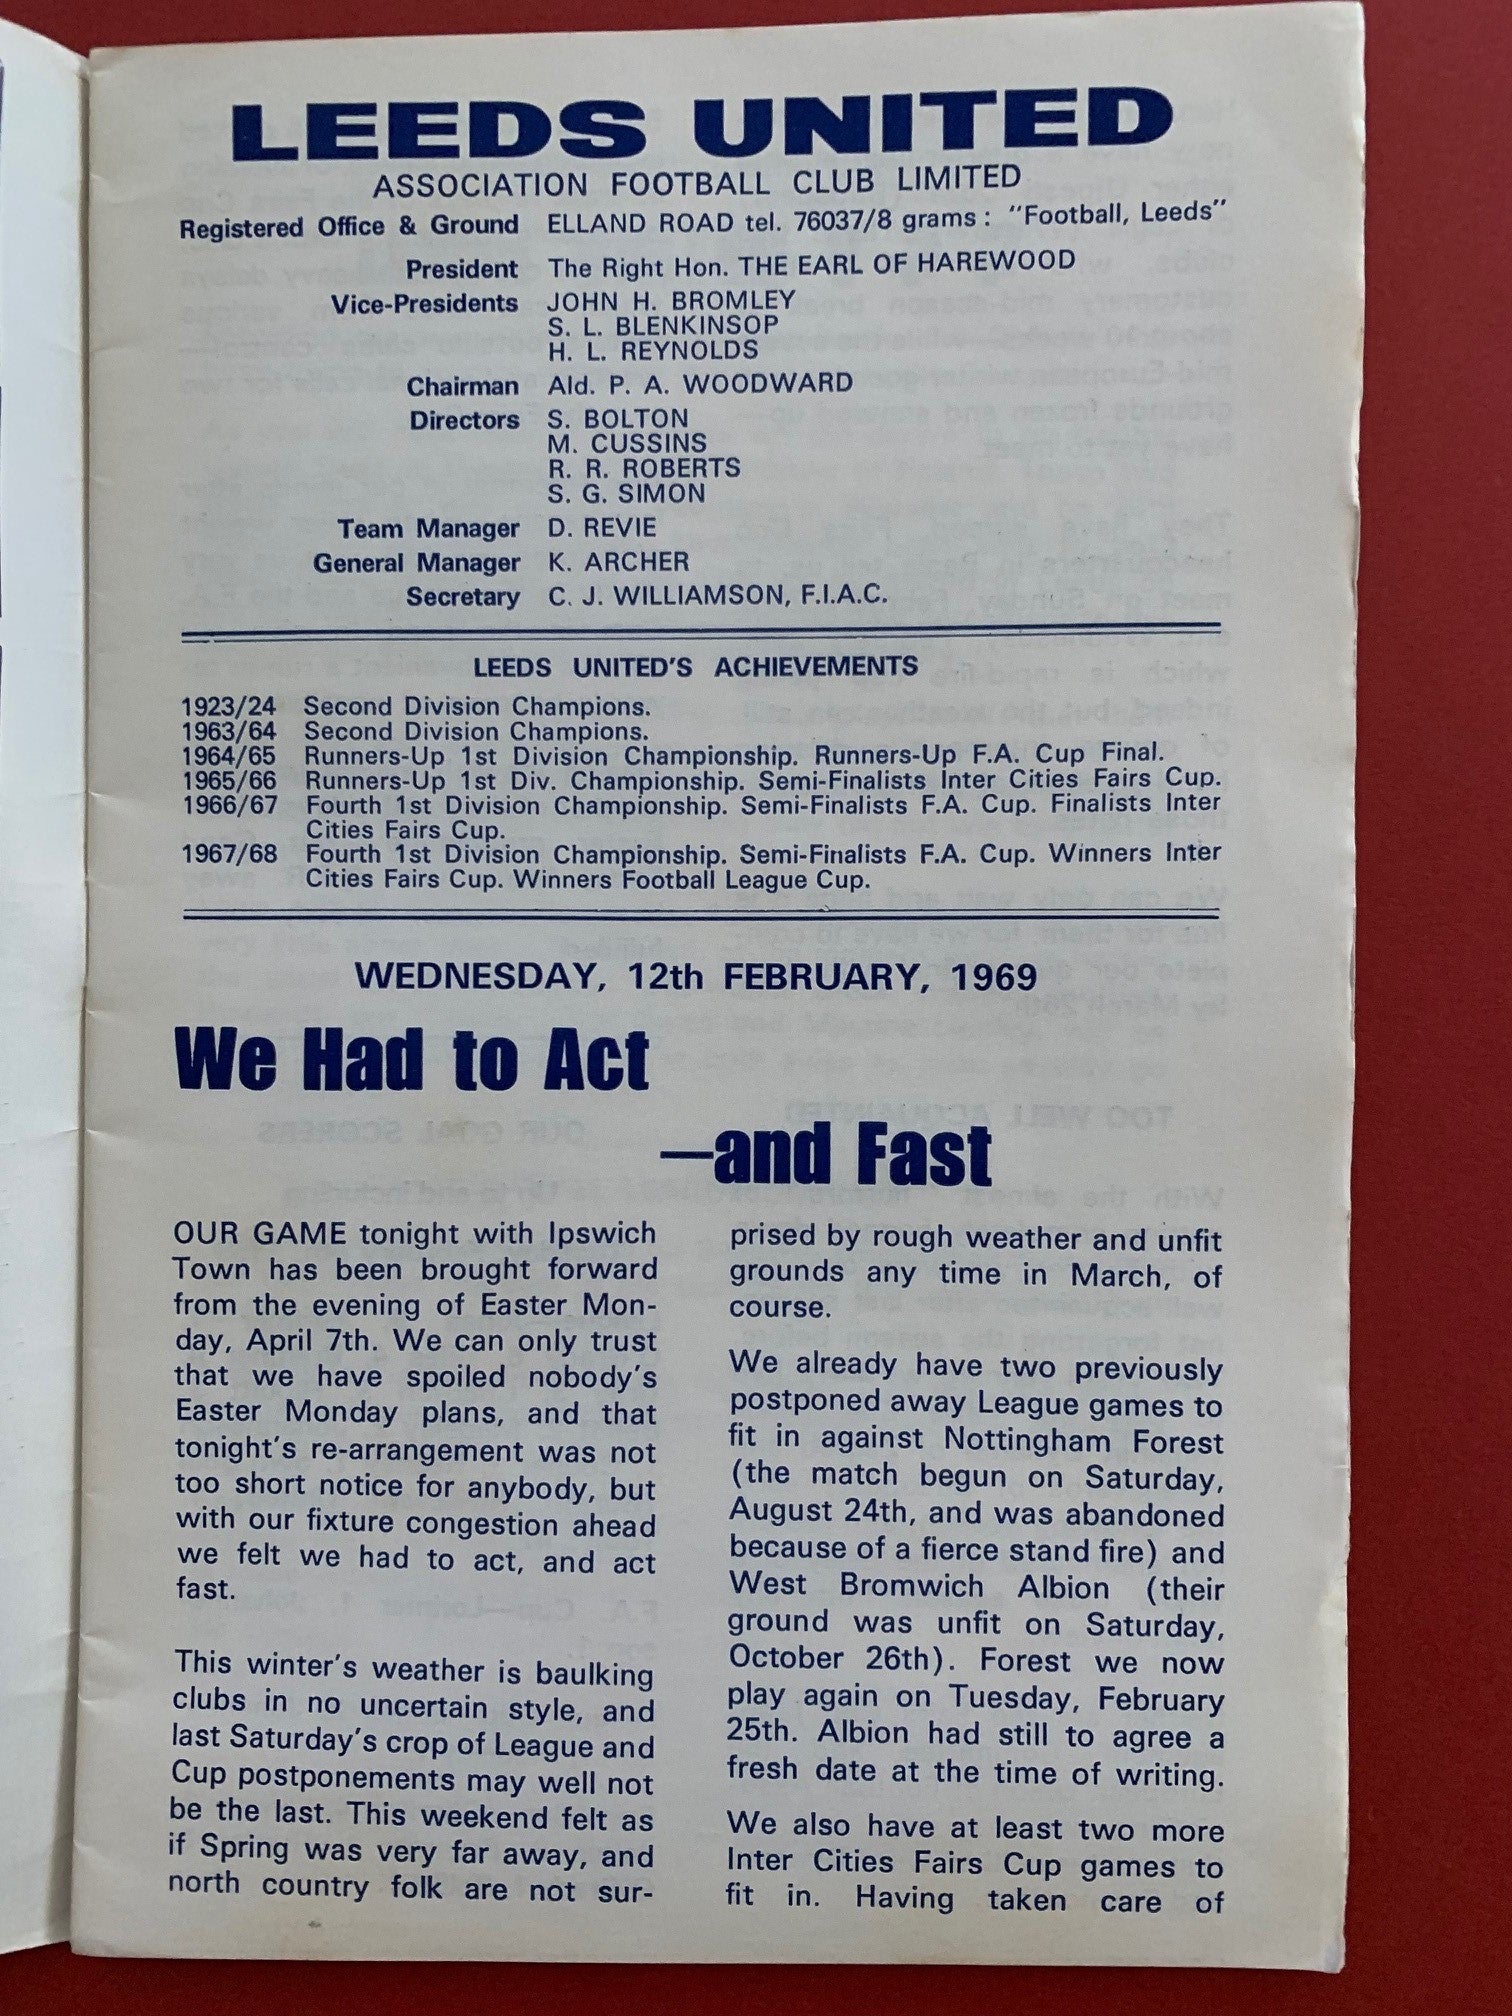 LEEDS UNITED
ASSOCIATION FOOTBALL CLUB LIMITED
Registered Office & Ground ELLAND ROAD tel. 76037/8 grams: "Football, Leeds"
President The Right Hon. THE EARL OF HAREWOOD
Vice-Presidents JOHN H. BROMLEY
S. L. BLENKINSOP
H. L. REYNOLDS
Chairman Ald. P. A. WOODWARD
Directors S. BOLTON
M. CUSSINS
R. R. ROBERTS
S. G. SIMON
Team Manager D. REVIE
General Manager K. ARCHER
Secretary C. J. WILLIAMSON, F.I.A.C.
LEEDS UNITED'S ACHIEVEMENTS
1923/24 Second Division Champions.
1963/64 Second Division Champions.
1964/65 Runners-Up 1st Division Championship. Runners-Up F.A. Cup Final.
1965/66 Runners-Up 1st Div. Championship. Semi-Finalists Inter Cities Fairs Cup.
1966/67 Fourth 1st Division Championship. Semi-Finalists F.A. Cup. Finalists Inter
Cities Fairs Cup.
1967/68 Fourth 1st Division Championship. Semi-Finalists F.A. Cup. Winners Inter
Cities Fairs Cup. Winners Football League Cup.
WEDNESDAY, 12th FEBRUARY, 1969
We Had to Act
—and Fast
OUR GAME tonight with Ipswich
Town has been brought forward
from the evening of Easter Mon-
day, April 7th. We can only trust
that we have spoiled nobody's
Easter Monday plans, and that
tonight's re-arrangement was not
too short notice for anybody, but
with our fixture congestion ahead
we felt we had to act, and act
fast.
This winter's weather is baulking
clubs in no uncertain style, and
last Saturday's crop of League and
Cup postponements may well not
be the last. This weekend felt as
if Spring was very far away, and
north country folk are not sur-
prised by rough weather and unfit
grounds any time in March, of
course.
We already have two previously
postponed away League games to
fit in against Nottingham Forest
(the match begun on Saturday,
August 24th, and was abandoned
because of a fierce stand fire) and
West Bromwich Albion (their
ground was unfit on Saturday,
October 26th). Forest we now
play again on Tuesday, February
25th. Albion had still to agree a
fresh date at the time of writing.
We also have at least two more
Inter Cities Fairs Cup games to
fit in. Having taken care of